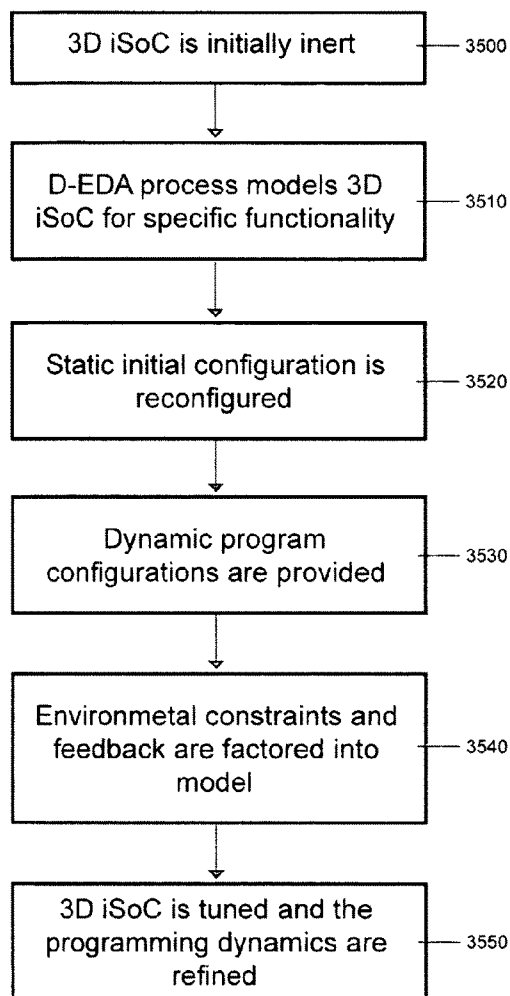 3D iSoC is initially inert
3500
D-EDA process models 3D
iSoC for specific functionality
3510
Static initial configuration is
reconfigured
3520
Dynamic program
configurations are provided
3530
Environmetal constraints and
feedback are factored into
model
3540
3D iSoC is tuned and the
programming dynamics are
refined
3550